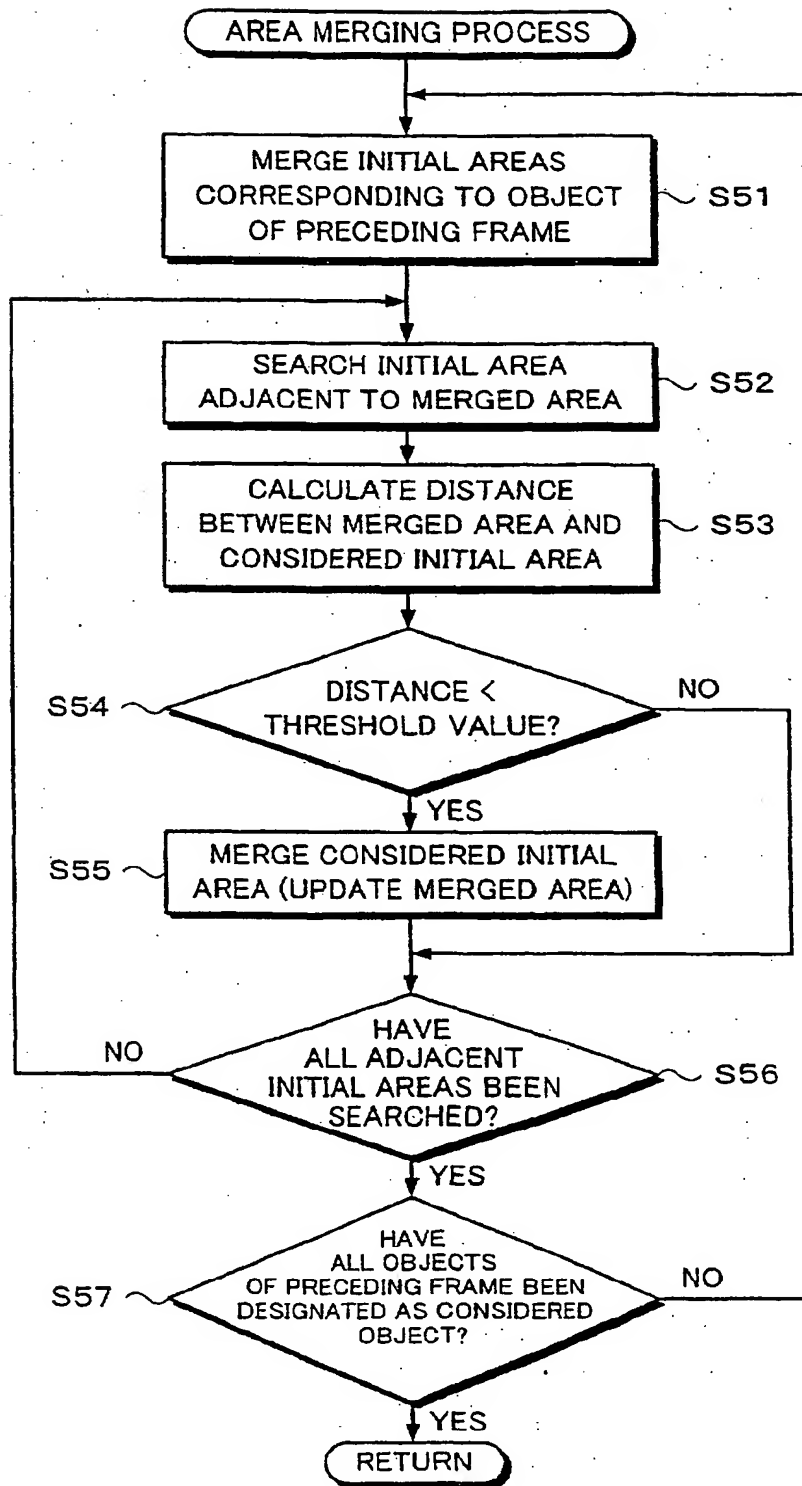 AREA MERGING PROCESS
MERGE INITIAL AREAS
CORRESPONDING TO OBJECT
OF PRECEDING FRAME
S51
SEARCH INITIAL AREA
ADJACENT TO MERGED AREA
S52
CALCULATE DISTANCE
BETWEEN MERGED AREA AND
CONSIDERED INITIAL AREA
S53
S54
DISTANCE <
THRESHOLD VALUE?
NO
YES
S55
MERGE CONSIDERED INITIAL
AREA (UPDATE MERGED AREA)
NO
HAVE
ALL ADJACENT
INITIAL AREAS BEEN
SEARCHED?
S56
YES
S57
HAVE
ALL OBJECTS
OF PRECEDING FRAME BEEN
DESIGNATED AS CONSIDERED
OBJECT?
NO
YES
RETURN